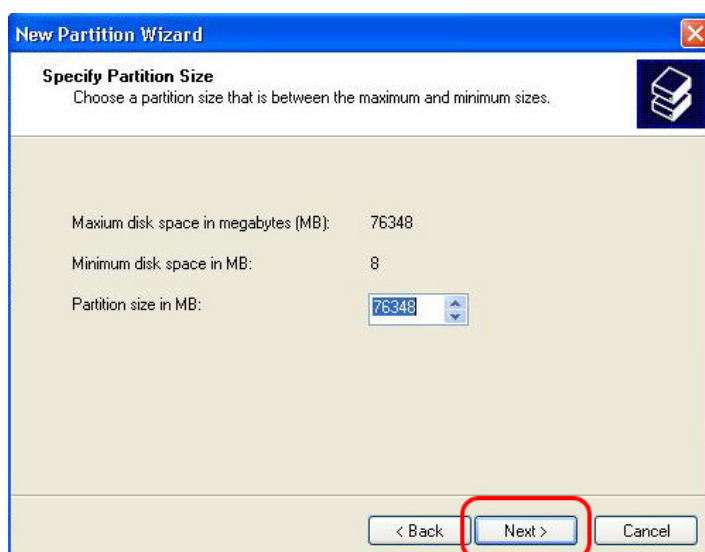 New Partition Wizard
Specify Partition Size
Choose a partition size that is between the maximum and minimum sizes.
Maxium disk space in megabytes (MB): 76348
Minimum disk space in MB: 8
Partition size in MB: 76348
< Back Next > Cancel